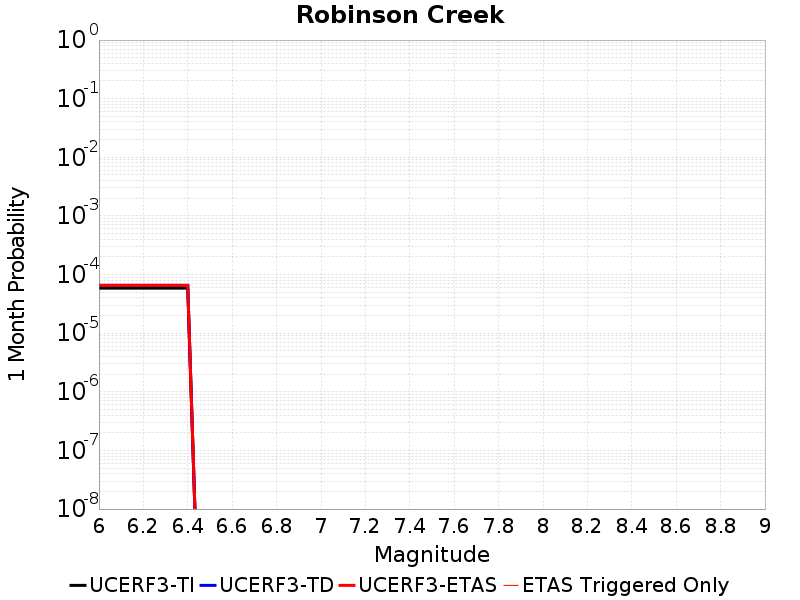 Robinson Creek
1 Month Probability
10^0
10^-1
10^-2
10^-3
10^-4
10^-5
10^-6
10^-7
10^-8
6 6.2 6.4 6.6 6.8 7 7.2 7.4 7.6 7.8 8 8.2 8.4 8.6 8.8 9
Magnitude
UCERF3-TI UCERF3-TD UCERF3-ETAS ETAS Triggered Only